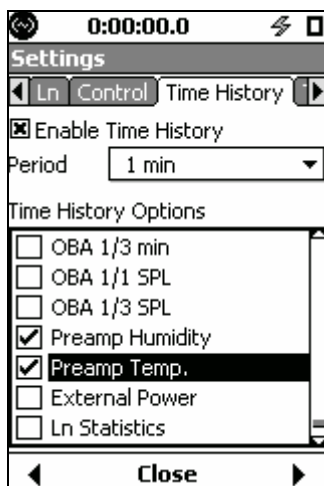 0:00:00.0
Settings
Ln Control Time History
Enable Time History
Period 1 min
Time History Options
OBA 1/3 min
OBA 1/1 SPL
OBA 1/3 SPL
Preamp Humidity
Preamp Temp.
External Power
Ln Statistics
Close